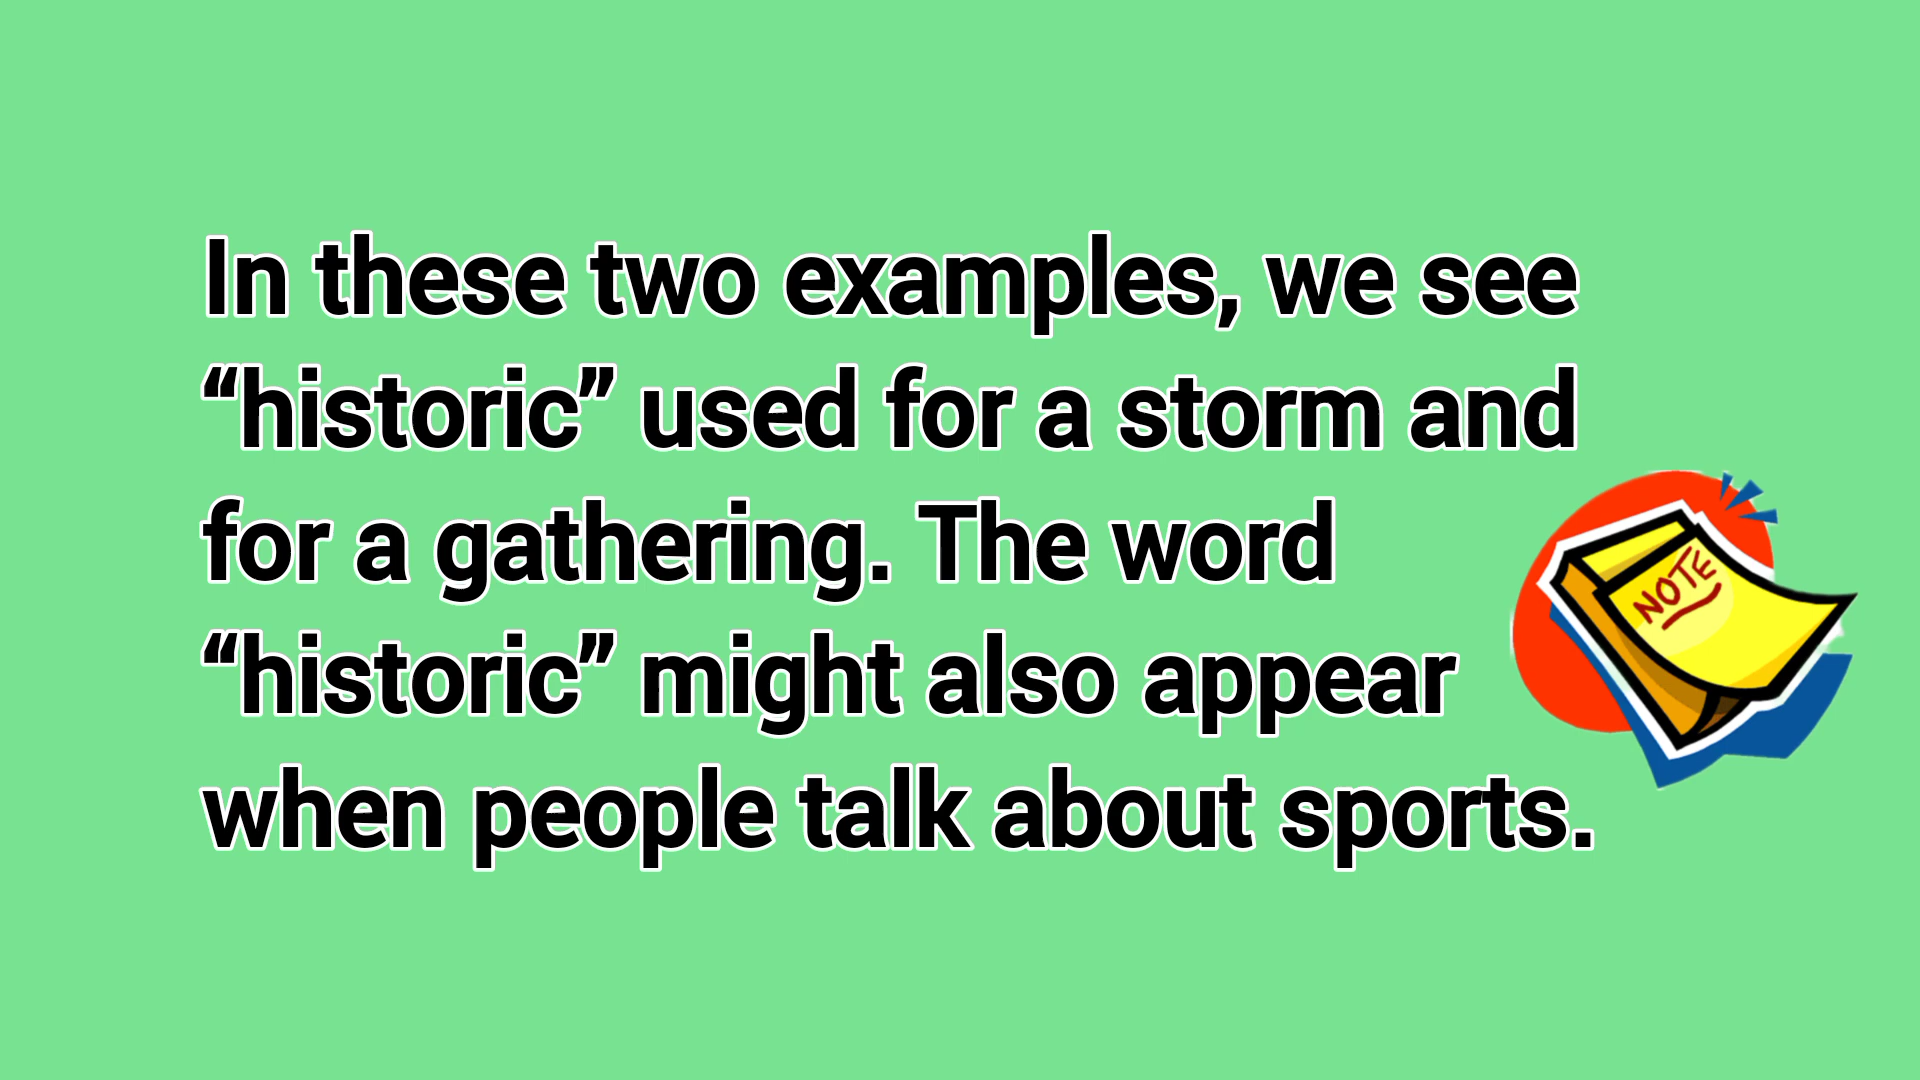 In these two examples, we see
“historic” used for a storm and
for a gathering. The word
“historic” might also appear
when people talk about sports.
NOTE